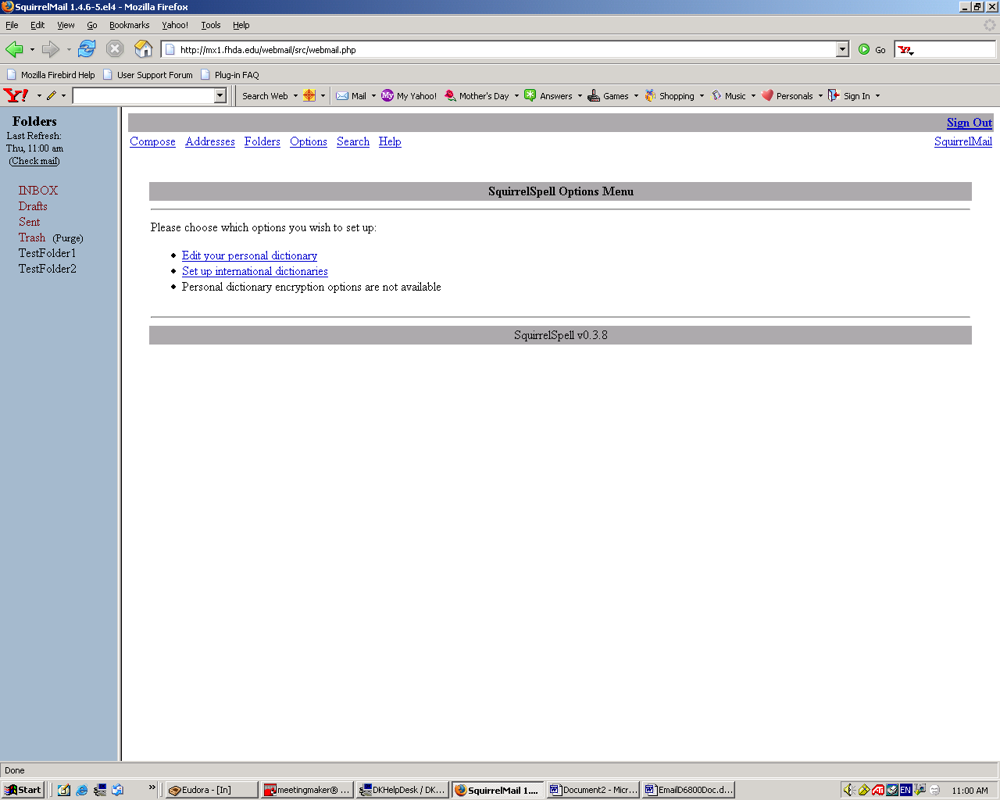 SquirrelMail 1.4.6-5.el4 - Mozilla Firefox
File Edit View Go Bookmarks Yahoo! Tools Help
http://mx1.fhda.edu/webmail/src/webmail.php Go Y!
Mozilla Firebird Help User Support Forum Plug-in FAQ
Y! Search Web Mail My My Yahoo! Mother's Day Answers Games Shopping Music Personals Sign In
Folders
Last Refresh:
Thu, 11:00 am
(Check mail)
INBOX
Drafts
Sent
Trash (Purge)
TestFolder1
TestFolder2
Sign Out
Compose Addresses Folders Options Search Help SquirrelMail
SquirrelSpell Options Menu
Please choose which options you wish to set up:
• Edit your personal dictionary
• Set up international dictionaries
• Personal dictionary encryption options are not available
SquirrelSpell v0.3.8
Done
Start » Eudora - [In] meetingmaker® ... DKHelpDesk / DK... SquirrelMail 1.... Document2 - Micr... EmailD6800Doc.d... EN 11:00 AM